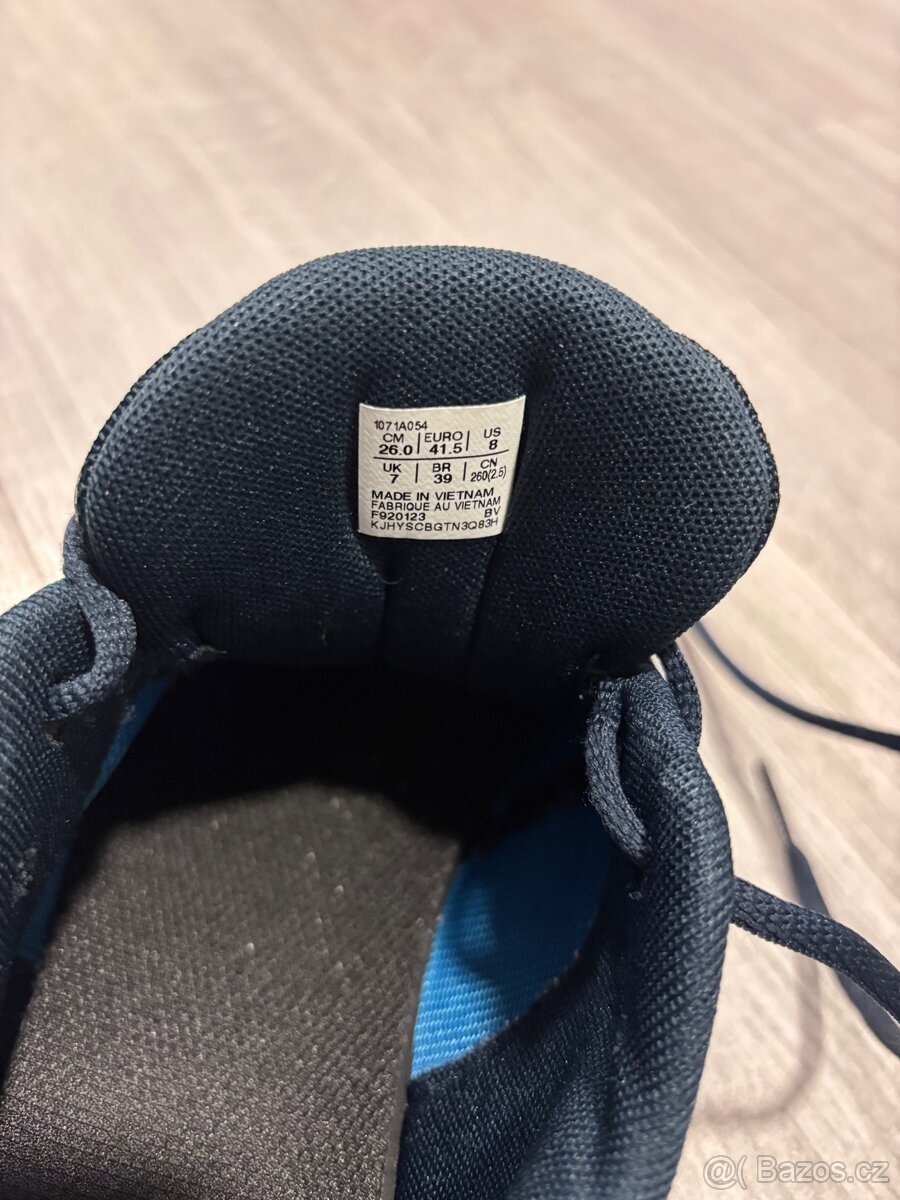 1071A054
CM 26.0 | EURO 41.5 | US 8
UK 7 | BR 39 | CN 260(2.5)
MADE IN VIETNAM
FABRIQUE AU VIETNAM
F920123 BV
KJHYSCBGTN3Q83H
@( Bazos.cz